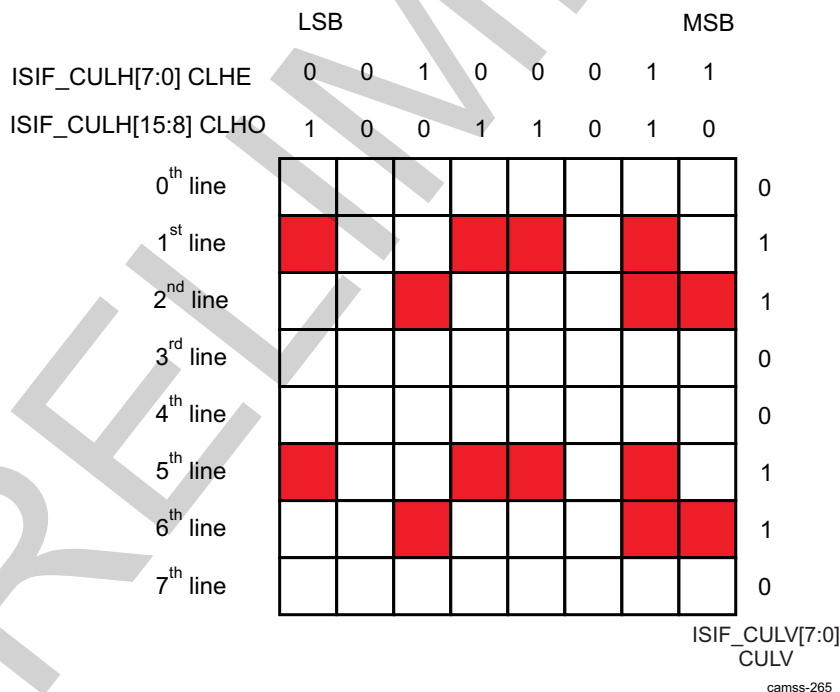 LSB MSB
ISIF_CULH[7:0] CLHE 0 0 1 0 0 0 1 1
ISIF_CULH[15:8] CLHO 1 0 0 1 1 0 1 0
0th line 0
1st line 1
2nd line 1
3rd line 0
4th line 0
5th line 1
6th line 1
7th line 0
ISIF_CULV[7:0]
CULV
camss-265